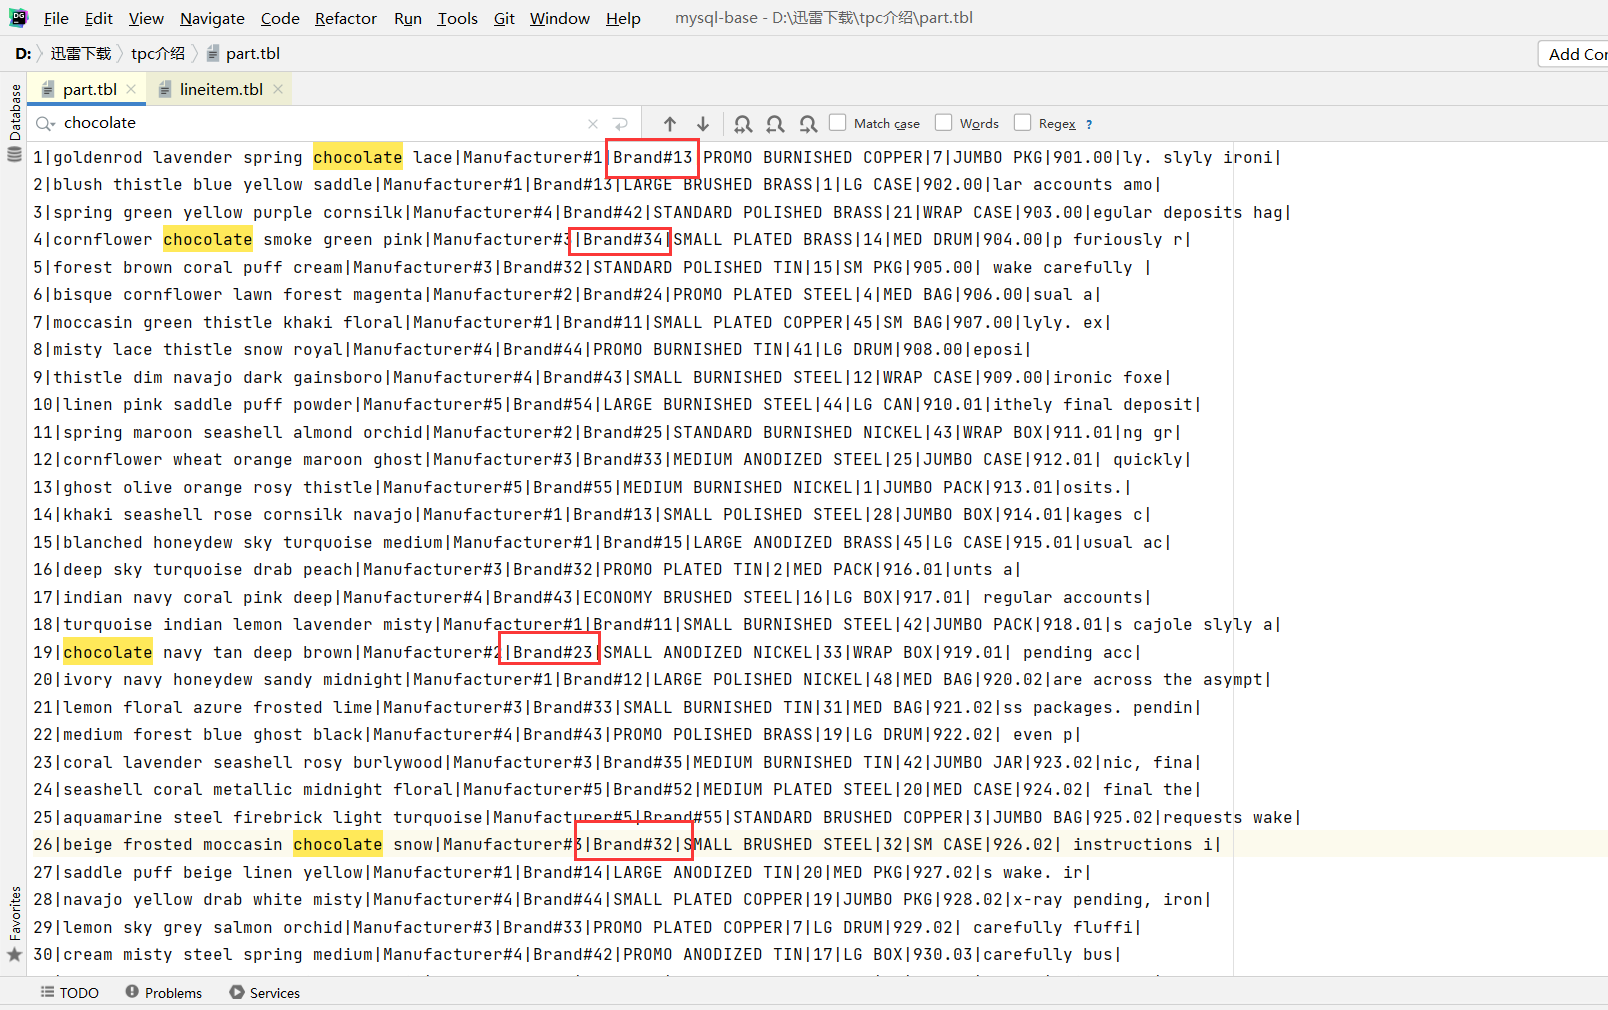 DG File Edit View Navigate Code Refactor Run Tools Git Window Help mysql-base - D:\迅雷下载\tpc介绍\part.tbl
D: 迅雷下载 tpc介绍 part.tbl Add Con
part.tbl lineitem.tbl
Database
chocolate Match case Words Regex ?
1|goldenrod lavender spring chocolate lace|Manufacturer#1|Brand#13 PROMO BURNISHED COPPER|7|JUMBO PKG|901.00|ly. slyly ironi|
2|blush thistle blue yellow saddle|Manufacturer#1|Brand#13|LARGE BRUSHED BRASS|1|LG CASE|902.00|lar accounts amo|
3|spring green yellow purple cornsilk|Manufacturer#4|Brand#42|STANDARD POLISHED BRASS|21|WRAP CASE|903.00|egular deposits hag|
4|cornflower chocolate smoke green pink|Manufacturer#3|Brand#34|SMALL PLATED BRASS|14|MED DRUM|904.00|p furiously r|
5|forest brown coral puff cream|Manufacturer#3|Brand#32|STANDARD POLISHED TIN|15|SM PKG|905.00| wake carefully |
6|bisque cornflower lawn forest magenta|Manufacturer#2|Brand#24|PROMO PLATED STEEL|4|MED BAG|906.00|sual a|
7|moccasin green thistle khaki floral|Manufacturer#1|Brand#11|SMALL PLATED COPPER|45|SM BAG|907.00|lyly. ex|
8|misty lace thistle snow royal|Manufacturer#4|Brand#44|PROMO BURNISHED TIN|41|LG DRUM|908.00|eposi|
9|thistle dim navajo dark gainsboro|Manufacturer#4|Brand#43|SMALL BURNISHED STEEL|12|WRAP CASE|909.00|ironic foxe|
10|linen pink saddle puff powder|Manufacturer#5|Brand#54|LARGE BURNISHED STEEL|44|LG CAN|910.01|ithely final deposit|
11|spring maroon seashell almond orchid|Manufacturer#2|Brand#25|STANDARD BURNISHED NICKEL|43|WRAP BOX|911.01|ng gr|
12|cornflower wheat orange maroon ghost|Manufacturer#3|Brand#33|MEDIUM ANODIZED STEEL|25|JUMBO CASE|912.01| quickly|
13|ghost olive orange rosy thistle|Manufacturer#5|Brand#55|MEDIUM BURNISHED NICKEL|1|JUMBO PACK|913.01|osits.|
14|khaki seashell rose cornsilk navajo|Manufacturer#1|Brand#13|SMALL POLISHED STEEL|28|JUMBO BOX|914.01|kages c|
15|blanched honeydew sky turquoise medium|Manufacturer#1|Brand#15|LARGE ANODIZED BRASS|45|LG CASE|915.01|usual ac|
16|deep sky turquoise drab peach|Manufacturer#3|Brand#32|PROMO PLATED TIN|2|MED PACK|916.01|unts a|
17|indian navy coral pink deep|Manufacturer#4|Brand#43|ECONOMY BRUSHED STEEL|16|LG BOX|917.01| regular accounts|
18|turquoise indian lemon lavender misty|Manufacturer#1|Brand#11|SMALL BURNISHED STEEL|42|JUMBO PACK|918.01|s cajole slyly a|
19|chocolate navy tan deep brown|Manufacturer#2|Brand#23|SMALL ANODIZED NICKEL|33|WRAP BOX|919.01| pending acc|
20|ivory navy honeydew sandy midnight|Manufacturer#1|Brand#12|LARGE POLISHED NICKEL|48|MED BAG|920.02|are across the asympt|
21|lemon floral azure frosted lime|Manufacturer#3|Brand#33|SMALL BURNISHED TIN|31|MED BAG|921.02|ss packages. pendin|
22|medium forest blue ghost black|Manufacturer#4|Brand#43|PROMO POLISHED BRASS|19|LG DRUM|922.02| even p|
23|coral lavender seashell rosy burlywood|Manufacturer#3|Brand#35|MEDIUM BURNISHED TIN|42|JUMBO JAR|923.02|nic, fina|
24|seashell coral metallic midnight floral|Manufacturer#5|Brand#52|MEDIUM PLATED STEEL|20|MED CASE|924.02| final the|
25|aquamarine steel firebrick light turquoise|Manufacturer#5|Brand#55|STANDARD BRUSHED COPPER|3|JUMBO BAG|925.02|requests wake|
26|beige frosted moccasin chocolate snow|Manufacturer#3|Brand#32|SMALL BRUSHED STEEL|32|SM CASE|926.02| instructions i|
27|saddle puff beige linen yellow|Manufacturer#1|Brand#14|LARGE ANODIZED TIN|20|MED PKG|927.02|s wake. ir|
28|navajo yellow drab white misty|Manufacturer#4|Brand#44|SMALL PLATED COPPER|19|JUMBO PKG|928.02|x-ray pending, iron|
29|lemon sky grey salmon orchid|Manufacturer#3|Brand#33|PROMO PLATED COPPER|7|LG DRUM|929.02| carefully fluffi|
30|cream misty steel spring medium|Manufacturer#4|Brand#42|PROMO ANODIZED TIN|17|LG BOX|930.03|carefully bus|
Favorites
TODO Problems Services